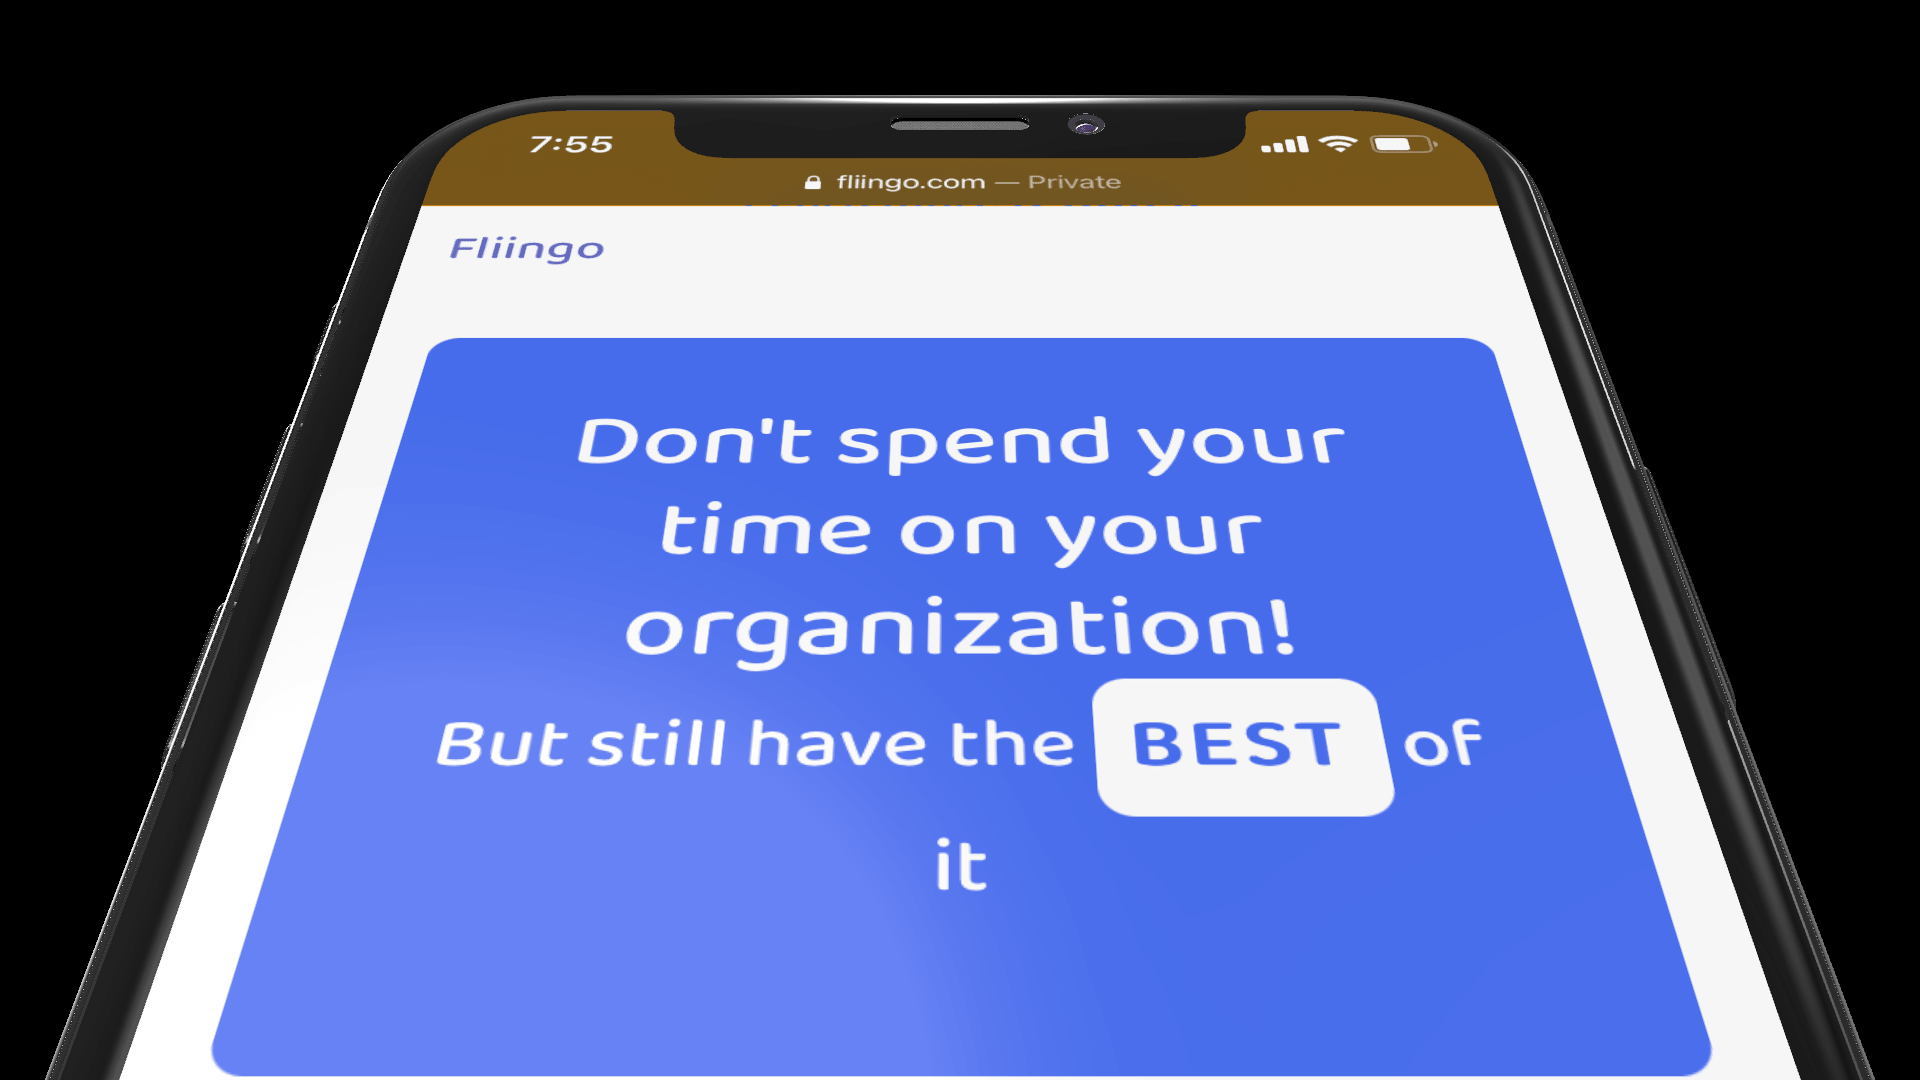 7:55
fliingo.com — Private
Fliingo
Don't spend your
time on your
organization!
But still have the BEST of
it